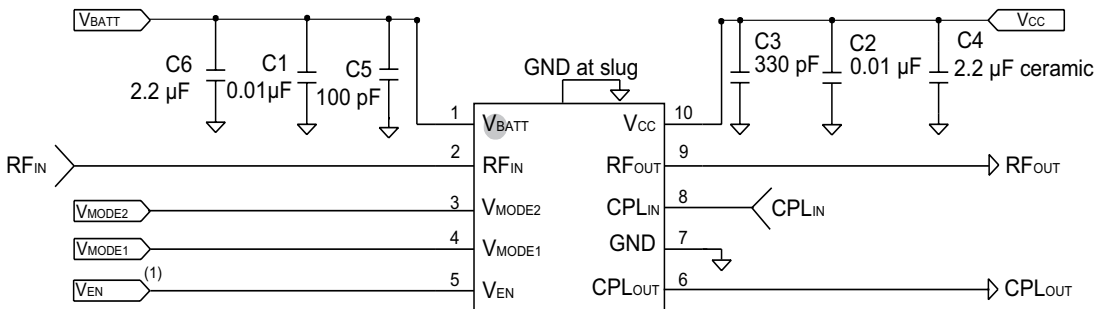 VBATT
VCC
C6
2.2 µF
C1
0.01µF
C5
100 pF
GND at slug
C3
330 pF
C2
0.01 µF
C4
2.2 µF ceramic
1
VBATT
VCC
10
RFIN
2
RFIN
RFOUT
9
RFOUT
VMODE2
3
VMODE2
CPLIN
8
CPLIN
VMODE1
4
VMODE1
GND
7
VEN
(1)
5
VEN
CPLOUT
6
CPLOUT